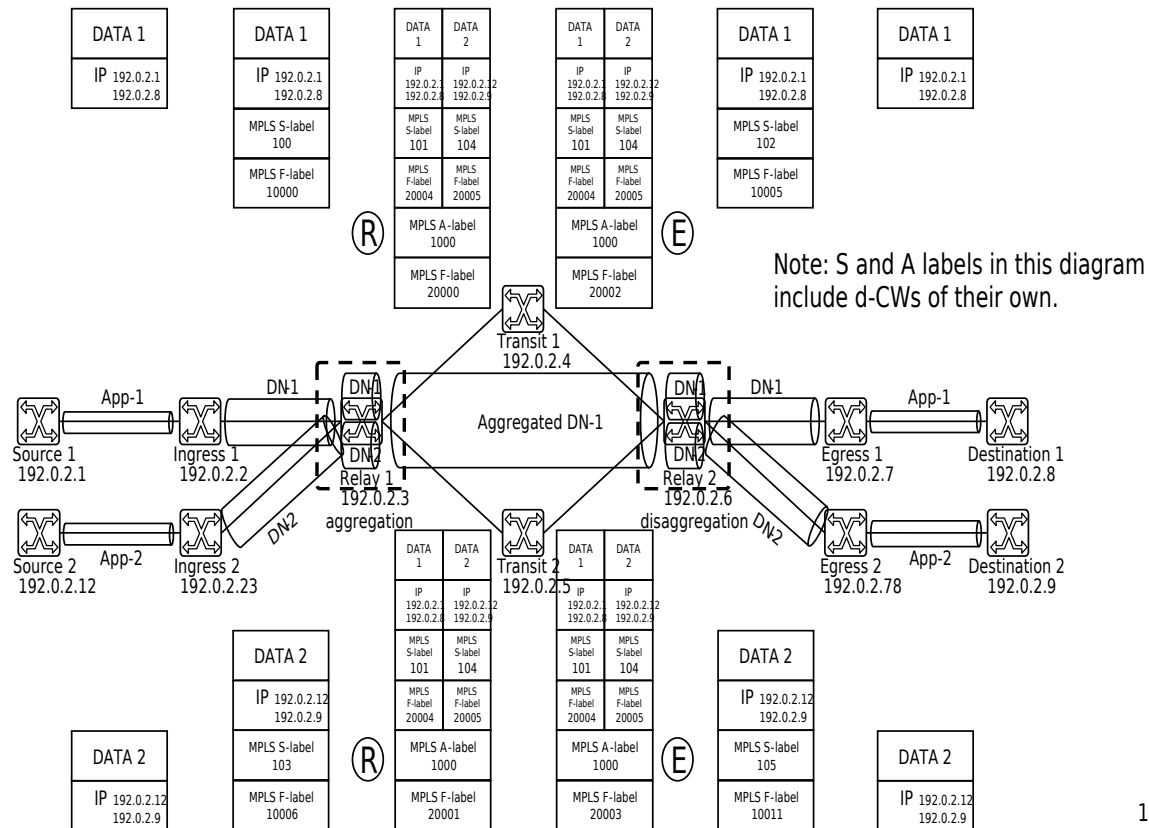 DATA 1
IP 192.0.2.1
192.0.2.8
DATA 1
IP 192.0.2.1
192.0.2.8
MPLS S-label
100
MPLS F-label
10000
DATA
1
DATA
2
IP
192.0.2.1
192.0.2.8
IP
192.0.2.12
192.0.2.9
MPLS
S-label
101
MPLS
S-label
104
MPLS
F-label
20004
MPLS
F-label
20005
MPLS A-label
1000
MPLS F-label
20000
R
DATA
1
DATA
2
IP
192.0.2.1
192.0.2.8
IP
192.0.2.12
192.0.2.9
MPLS
S-label
101
MPLS
S-label
104
MPLS
F-label
20004
MPLS
F-label
20005
MPLS A-label
1000
MPLS F-label
20002
E
DATA 1
IP 192.0.2.1
192.0.2.8
MPLS S-label
102
MPLS F-label
10005
DATA 1
IP 192.0.2.1
192.0.2.8
Note: S and A labels in this diagram
include d-CWs of their own.
Transit 1
192.0.2.4
App-1
DN-1
DN-1
Aggregated DN-1
DN-1
DN-1
App-1
Source 1
192.0.2.1
Ingress 1
192.0.2.2
DN-2
Relay 1
192.0.2.3
aggregation
DN-2
Relay 2
192.0.2.6
disaggregation
Egress 1
192.0.2.7
Destination 1
192.0.2.8
DN-2
DN-2
App-2
App-2
Source 2
192.0.2.12
Ingress 2
192.0.2.23
Transit 2
192.0.2.5
Egress 2
192.0.2.78
Destination 2
192.0.2.9
DATA 2
IP 192.0.2.12
192.0.2.9
DATA 2
IP 192.0.2.12
192.0.2.9
MPLS S-label
103
MPLS F-label
10006
R
DATA
1
DATA
2
IP
192.0.2.1
192.0.2.8
IP
192.0.2.12
192.0.2.9
MPLS
S-label
101
MPLS
S-label
104
MPLS
F-label
20004
MPLS
F-label
20005
MPLS A-label
1000
MPLS F-label
20001
DATA
1
DATA
2
IP
192.0.2.1
192.0.2.8
IP
192.0.2.12
192.0.2.9
MPLS
S-label
101
MPLS
S-label
104
MPLS
F-label
20004
MPLS
F-label
20005
MPLS A-label
1000
MPLS F-label
20003
E
DATA 2
IP 192.0.2.12
192.0.2.9
MPLS S-label
105
MPLS F-label
10011
DATA 2
IP 192.0.2.12
192.0.2.9
1